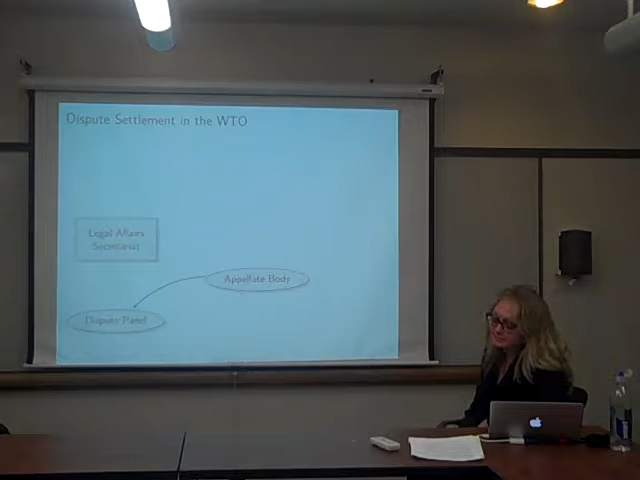 Dispute Settlement in the WTO
Legal Affairs
Secretariat
Appellate Body
Dispute Panel